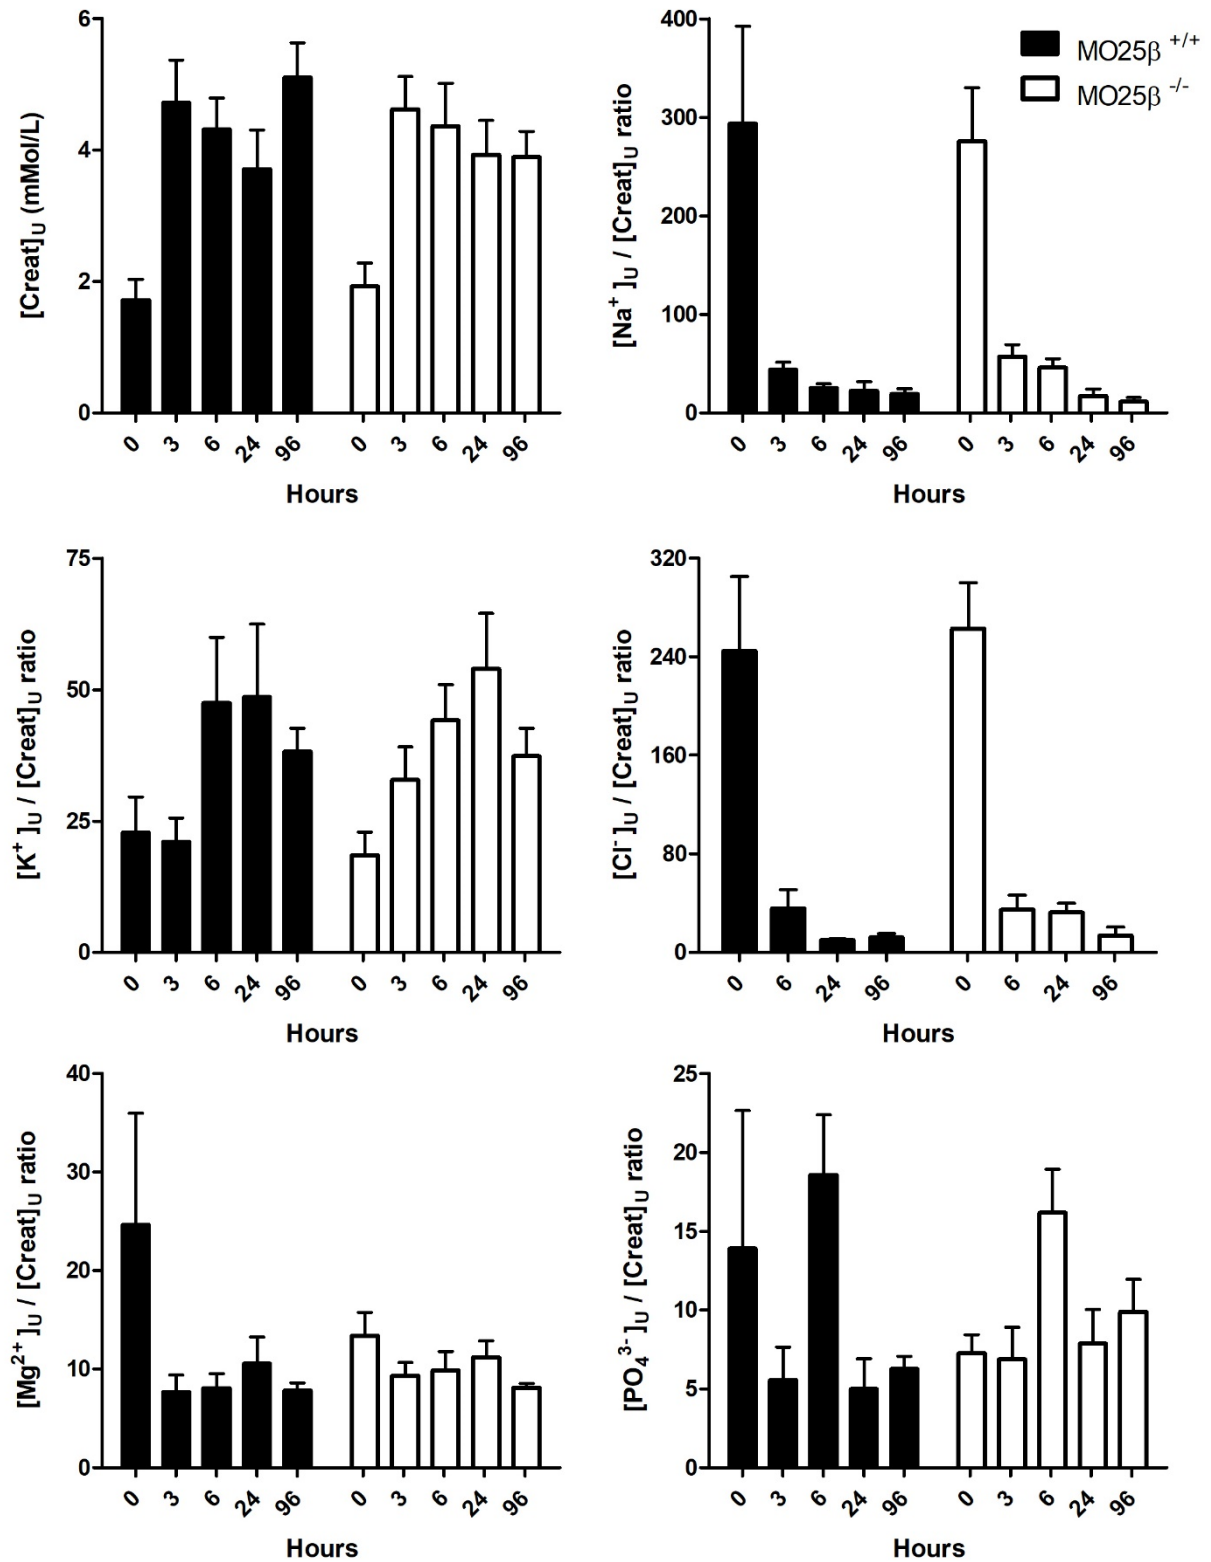 [Creat]U (mMol/L)
6
4
2
0
0 3 6 24 96 0 3 6 24 96
Hours
[Na+]U / [Creat]U ratio
400
300
200
100
0
0 3 6 24 96 0 3 6 24 96
Hours
MO25β +/+
MO25β -/-
[K+]U / [Creat]U ratio
75
50
25
0
0 3 6 24 96 0 3 6 24 96
Hours
[Cl-]U / [Creat]U ratio
320
240
160
80
0
0 6 24 96 0 6 24 96
Hours
[Mg2+]U / [Creat]U ratio
40
30
20
10
0
0 3 6 24 96 0 3 6 24 96
Hours
[PO43-]U / [Creat]U ratio
25
20
15
10
5
0
0 3 6 24 96 0 3 6 24 96
Hours